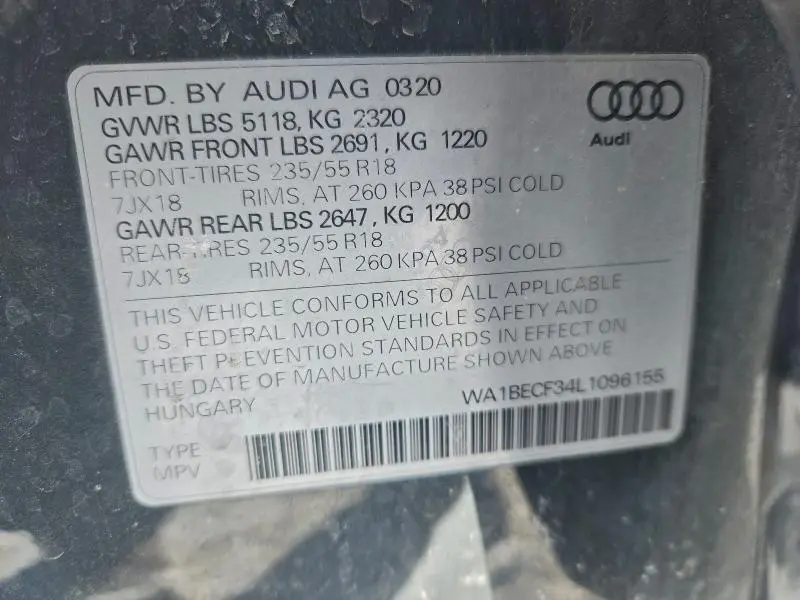 MFD. BY AUDI AG 0320
GVWR LBS 5118, KG 2320
GAWR FRONT LBS 2691, KG 1220
FRONT-TIRES 235/55 R18
7JX18 RIMS, AT 260 KPA 38 PSI COLD
GAWR REAR LBS 2647, KG 1200
REAR-TIRES 235/55 R18
7JX18 RIMS, AT 260 KPA 38 PSI COLD
Audi
THIS VEHICLE CONFORMS TO ALL APPLICABLE
U.S. FEDERAL MOTOR VEHICLE SAFETY AND
THEFT PREVENTION STANDARDS IN EFFECT ON
THE DATE OF MANUFACTURE SHOWN ABOVE
HUNGARY
WA1BECF34L1096155
TYPE
MPV